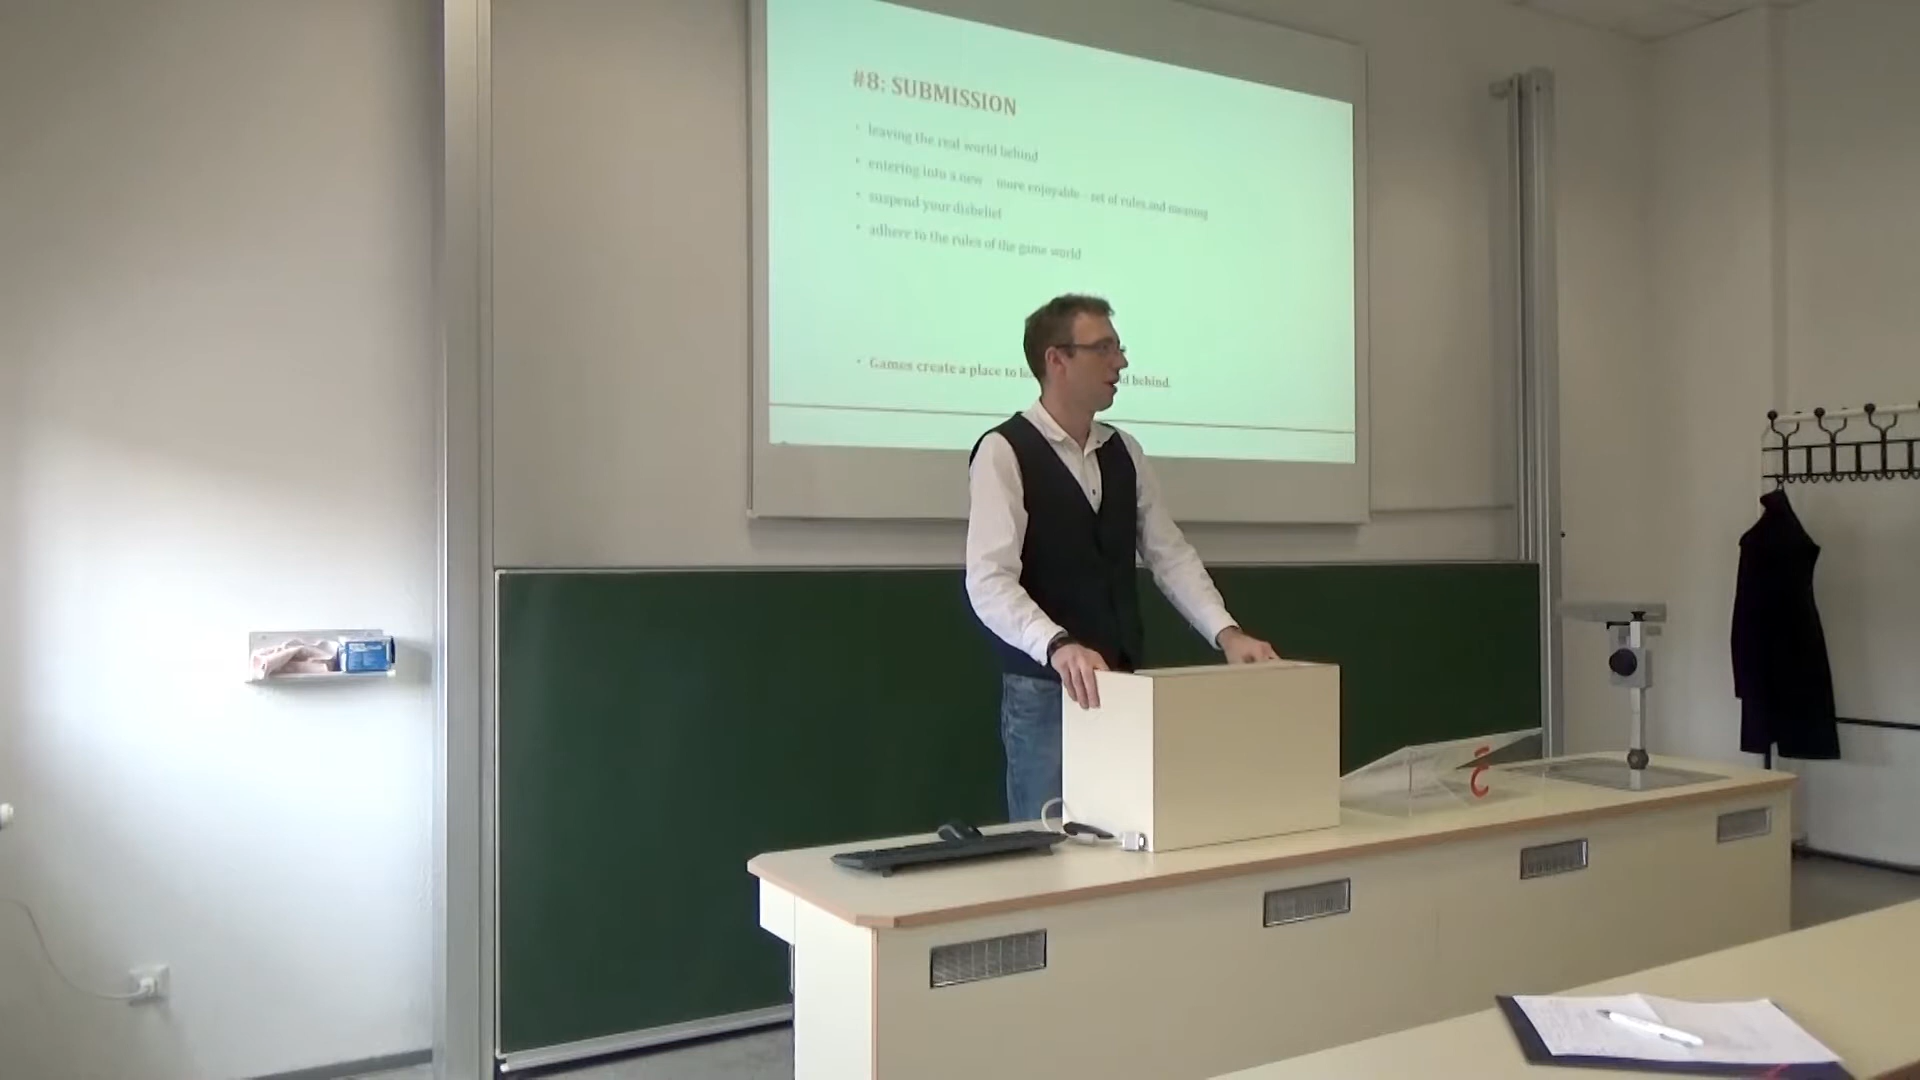 #8: SUBMISSION
• leaving the real world behind
• entering into a new – more enjoyable – set of rules and meaning
• suspend your disbelief
• adhere to the rules of the game world
• Games create a place to behind.